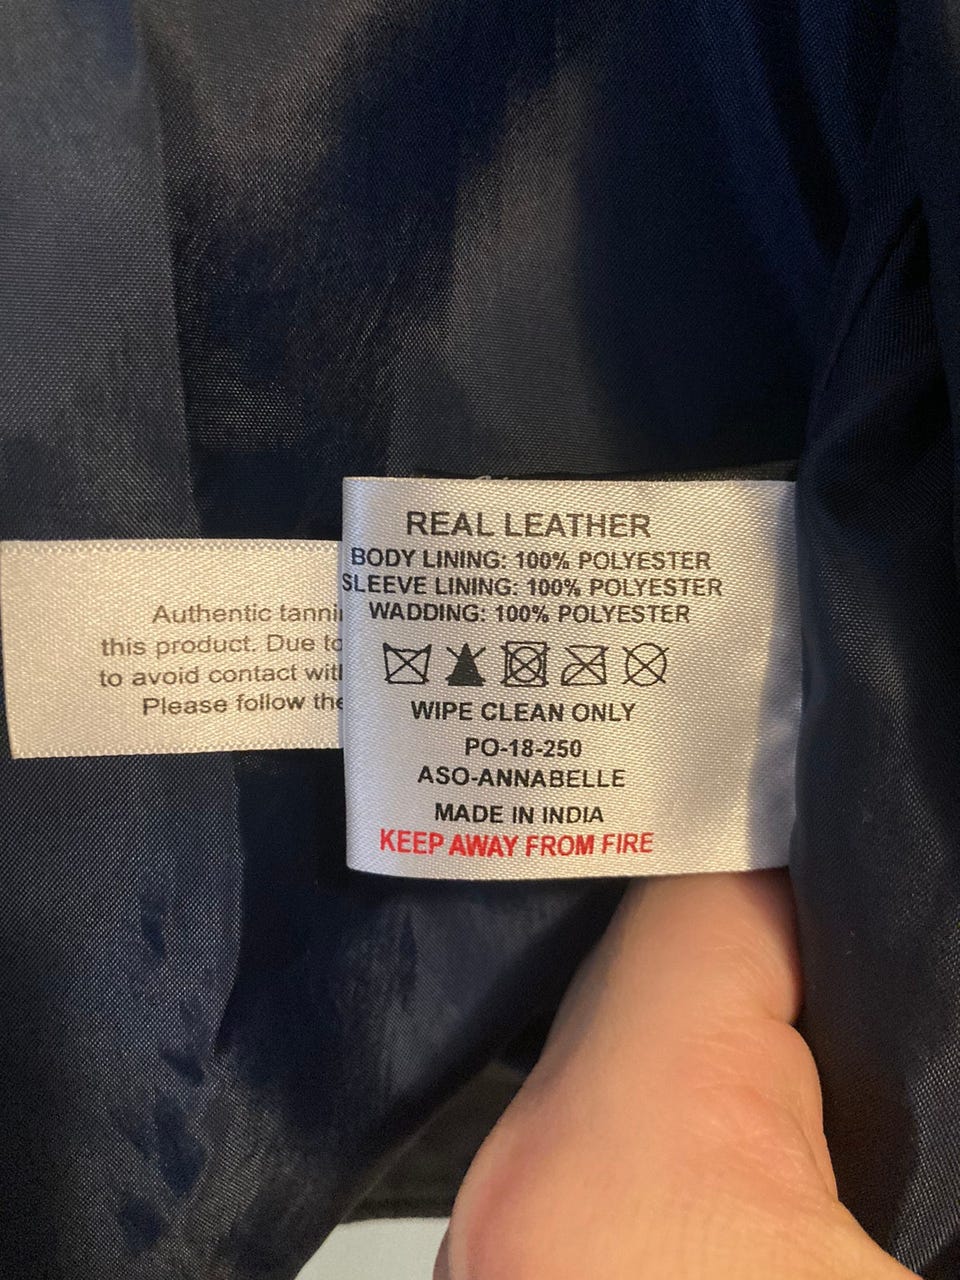 REAL LEATHER
BODY LINING: 100% POLYESTER
SLEEVE LINING: 100% POLYESTER
WADDING: 100% POLYESTER
WIPE CLEAN ONLY
PO-18-250
ASO-ANNABELLE
MADE IN INDIA
KEEP AWAY FROM FIRE
Authentic tanni
this product. Due to
to avoid contact with
Please follow the